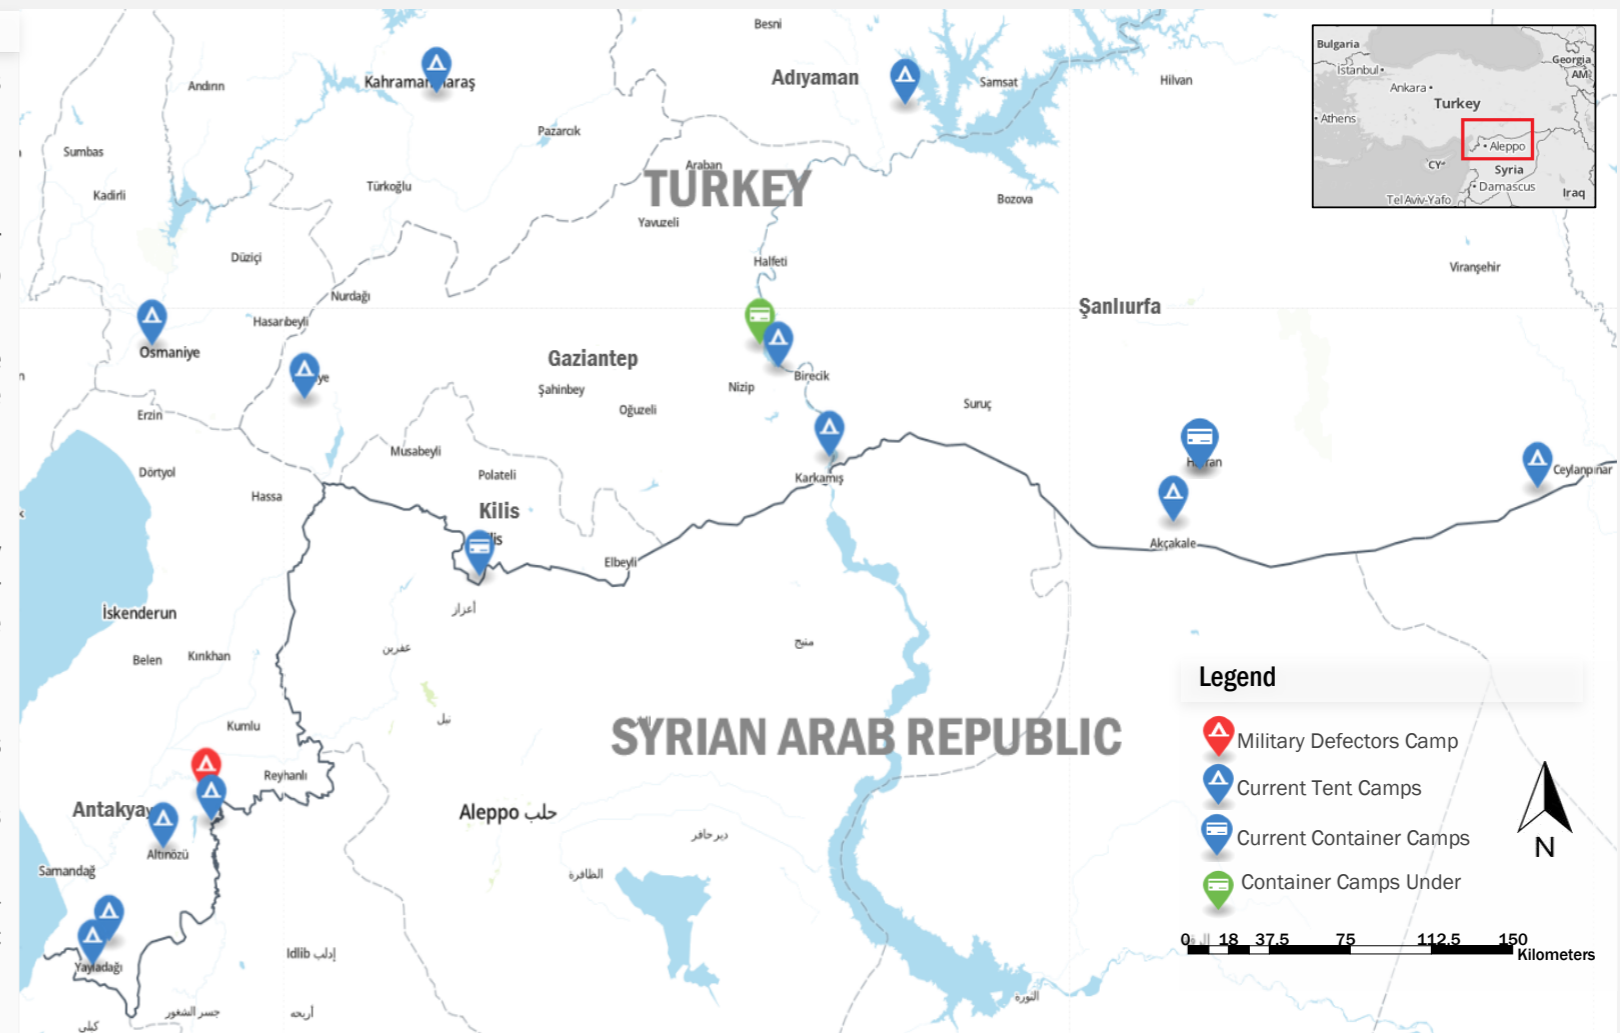 Besni
Kahramanmaraş
Adıyaman
Samsat
Hilvan
Andırın
Pazarcık
Sumbas
Kadirli
Türkoğlu
Araban
TURKEY
Yavuzeli
Bozova
Halfeti
Viranşehir
Düziçi
Nurdağı
Hasanbeyli
Osmaniye
Şanlıurfa
Gaziantep
Şahinbey
Oğuzeli
Nizip
Birecik
Suruç
Erzin
Musabeyli
Polateli
Dörtyol
Hassa
Karkamış
Ceylanpınar
Kilis
Akçakale
Elbeyli
أعزاز
İskenderun
عفرين
منبج
Belen
Kırıkhan
نبل
Kumlu
SYRIAN ARAB REPUBLIC
Reyhanlı
Antakya
Aleppo حلب
دير حافر
Altınözü
Samandağ
الظاهرة
Yayladağı
Idlib إدلب
الثورة
جسر الشغور
أريحه
Bulgaria
İstanbul
Georgia
AM
Ankara
Turkey
Athens
Aleppo
CY
Syria
Damascus
Tel Aviv-Yafo
Iraq
Legend
Military Defectors Camp
Current Tent Camps
Current Container Camps
Container Camps Under
N
0 18 37.5 75 112.5 150
Kilometers